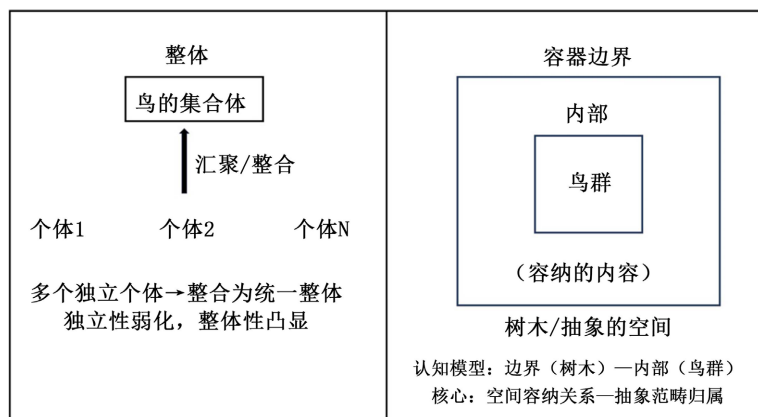 整体
鸟的集合体
汇聚/整合
个体1 个体2 个体N
多个独立个体→整合为统一整体
独立性弱化，整体性凸显
容器边界
内部
鸟群
（容纳的内容）
树木/抽象的空间
认知模型：边界（树木）—内部（鸟群）
核心：空间容纳关系—抽象范畴归属